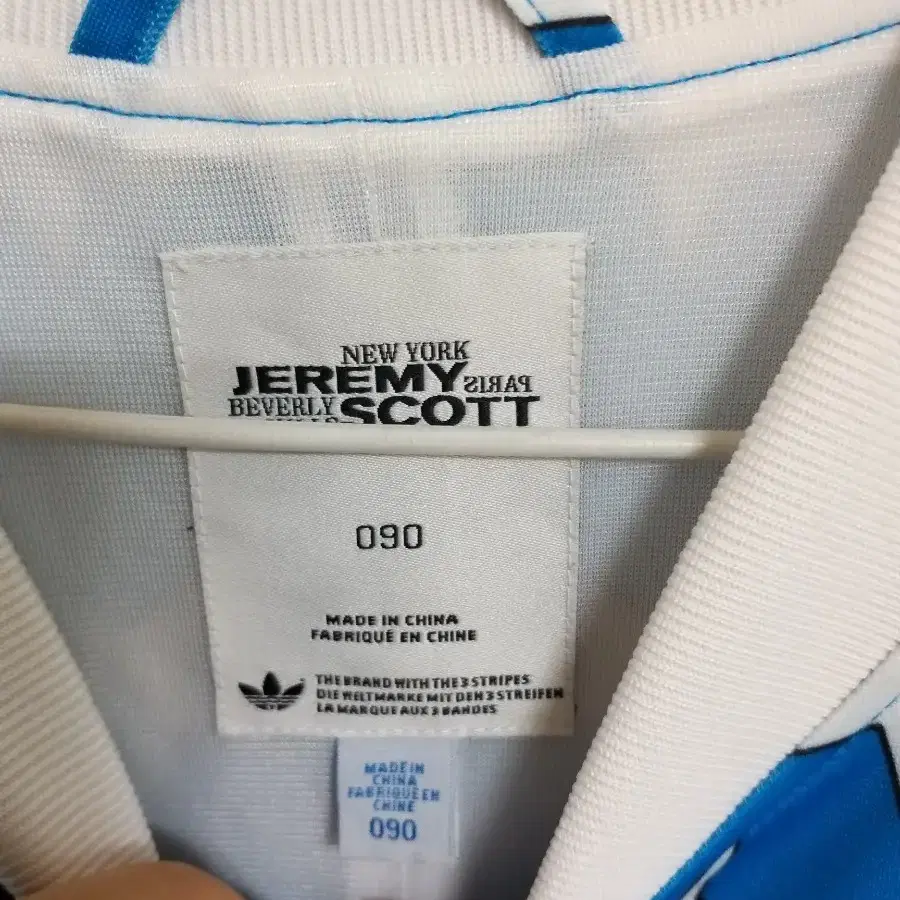 NEW YORK
JEREMY PARIS
BEVERLY SCOTT
090
MADE IN CHINA
FABRIQUÉ EN CHINE
THE BRAND WITH THE 3 STRIPES
DIE WELTMARKE MIT DEN 3 STREIFEN
LA MARQUE AUX 3 BANDES
MADE IN
CHINA
FABRIQUÉ EN
CHINE
090